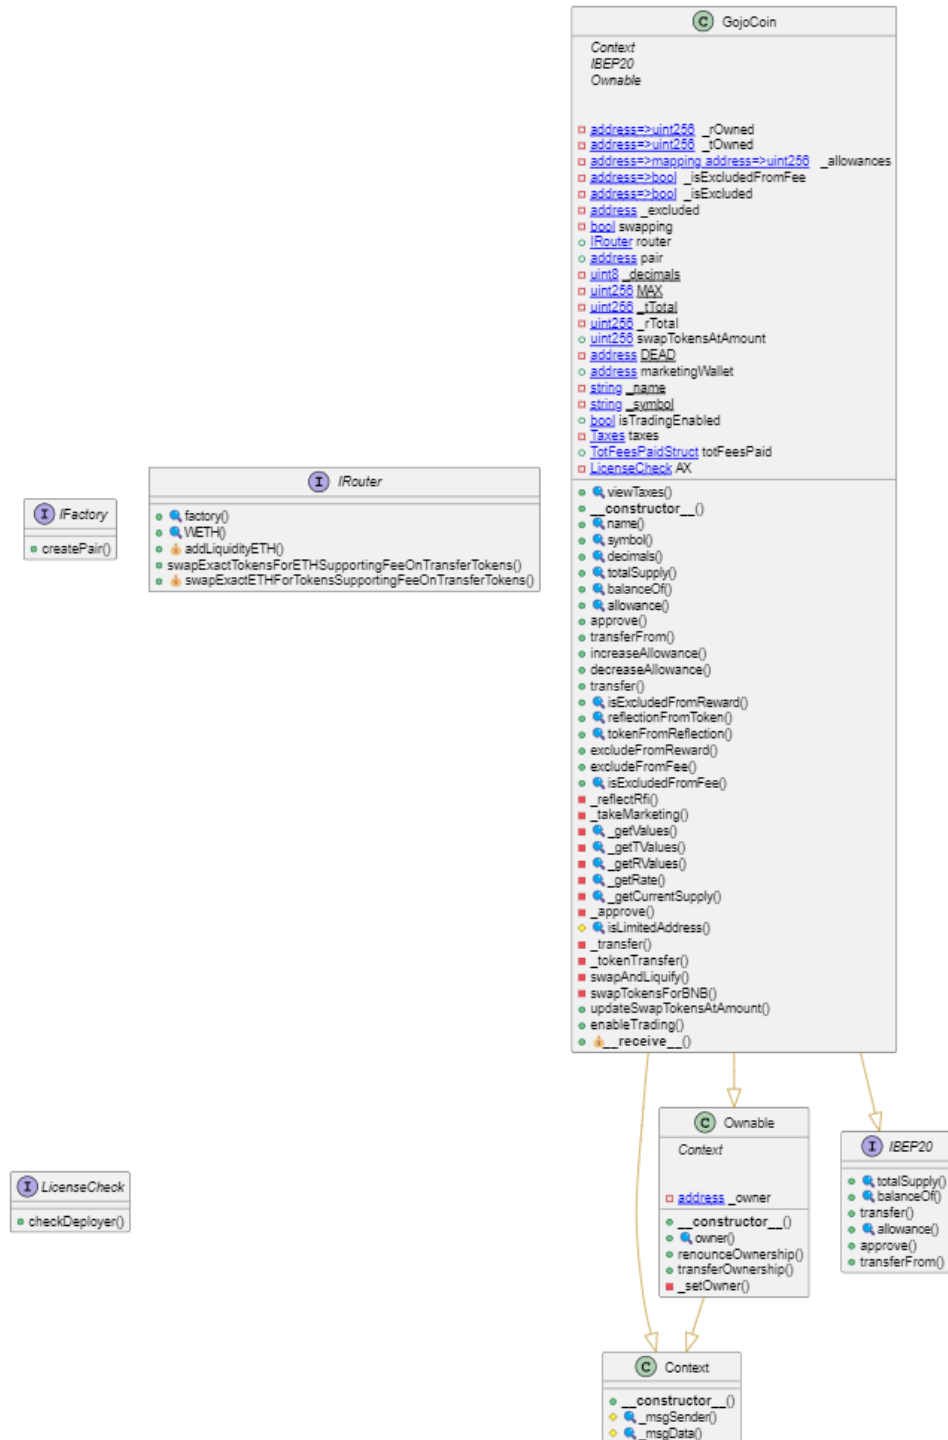 C GojoCoin
Context
IBEP20
Ownable
address=>uint256 _rOwned
address=>uint256 _tOwned
address=>mapping address=>uint256 _allowances
address=>bool _isExcludedFromFee
address=>bool _isExcluded
address _excluded
bool swapping
IRouter router
address pair
uint8 _decimals
uint256 MAX
uint256 _tTotal
uint256 _rTotal
uint256 swapTokensAtAmount
address DEAD
address marketingWallet
string _name
string _symbol
bool isTradingEnabled
Taxes taxes
TotFeesPaidStruct totFeesPaid
LicenseCheck AX
viewTaxes()
__constructor__()
name()
symbol()
decimals()
totalSupply()
balanceOf()
allowance()
approve()
transferFrom()
increaseAllowance()
decreaseAllowance()
transfer()
isExcludedFromReward()
reflectionFromToken()
tokenFromReflection()
excludeFromReward()
excludeFromFee()
isExcludedFromFee()
_reflectRfi()
_takeMarketing()
_getValues()
_getTValues()
_getRValues()
_getRate()
_getCurrentSupply()
_approve()
isLimitedAddress()
_transfer()
_tokenTransfer()
swapAndLiquify()
swapTokensForBNB()
updateSwapTokensAtAmount()
enableTrading()
__receive__()
I IFactory
createPair()
I IRouter
factory()
WETH()
addLiquidityETH()
swapExactTokensForETHSupportingFeeOnTransferTokens()
swapExactETHForTokensSupportingFeeOnTransferTokens()
I LicenseCheck
checkDeployer()
C Ownable
Context
address _owner
__constructor__()
owner()
renounceOwnership()
transferOwnership()
_setOwner()
I IBEP20
totalSupply()
balanceOf()
transfer()
allowance()
approve()
transferFrom()
C Context
__constructor__()
_msgSender()
_msgData()